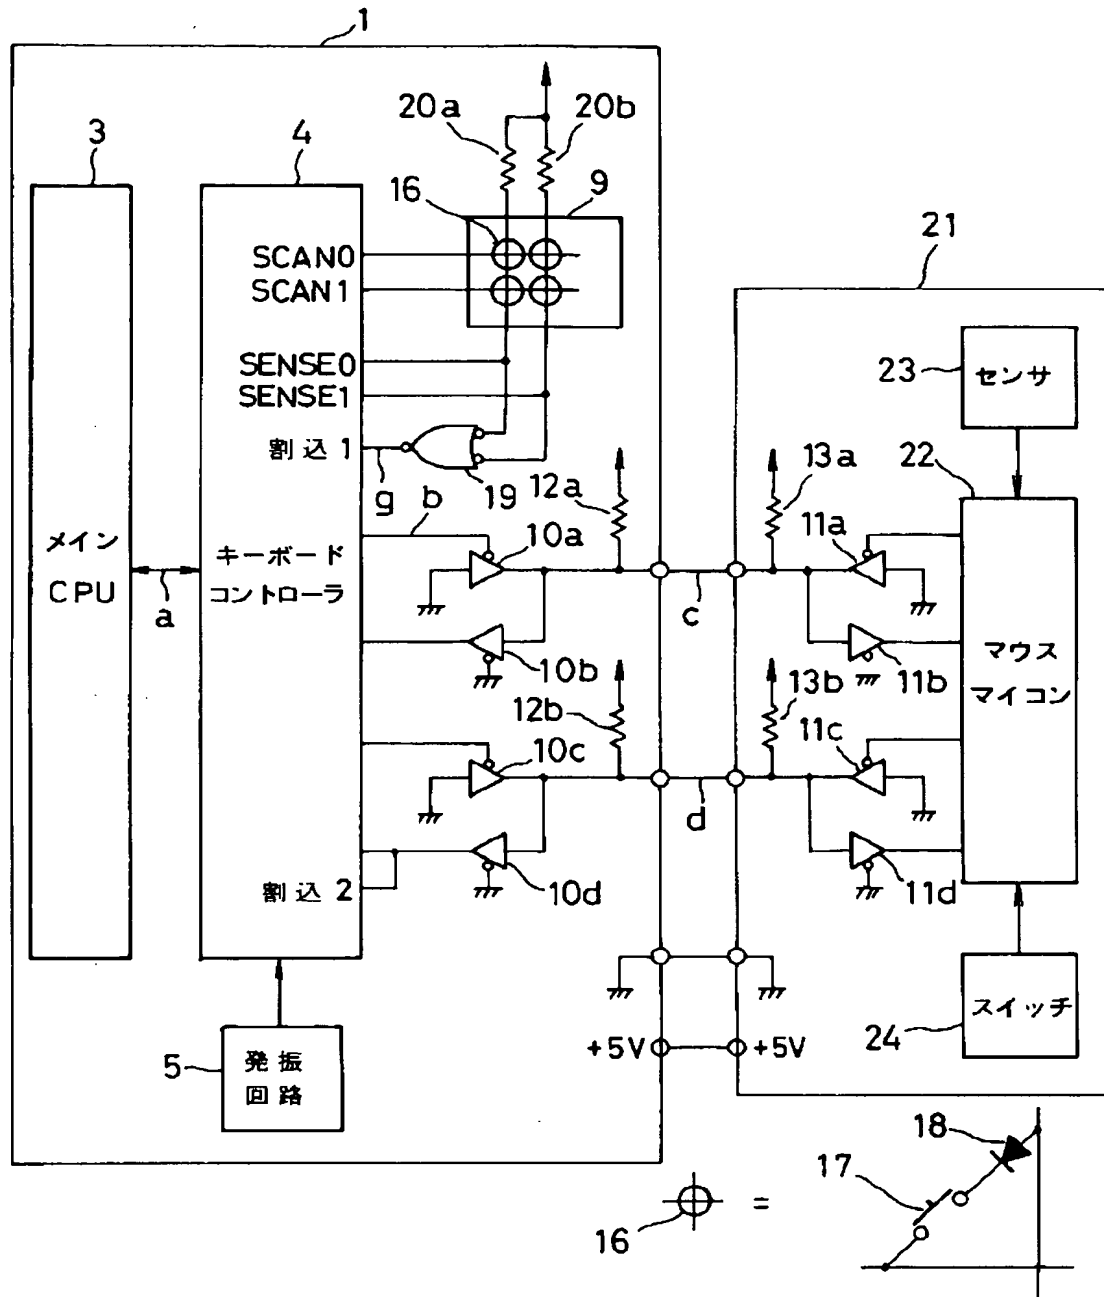 1
20a
20b
3
4
16
9
SCAN0
SCAN1
SENSE0
SENSE1
割込1
g
19
b
12a
10a
メイン
CPU
a
キーボード
コントローラ
10b
12b
10c
割込2
10d
5
発振
回路
c
d
+5V
+5V
21
23
センサ
22
13a
11a
マウス
マイコン
11b
13b
11c
11d
スイッチ
24
16
=
17
18